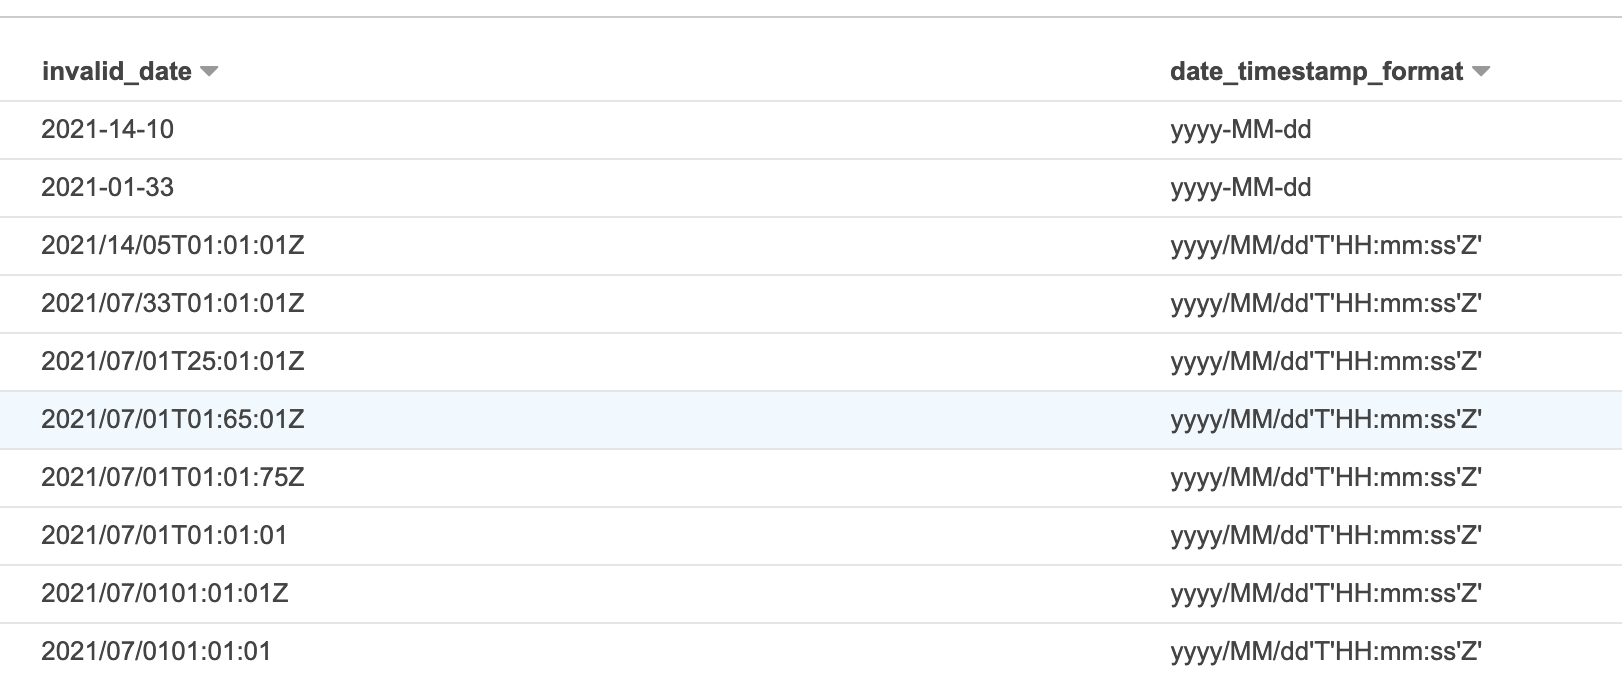 invalid_date date_timestamp_format
2021-14-10 yyyy-MM-dd
2021-01-33 yyyy-MM-dd
2021/14/05T01:01:01Z yyyy/MM/dd'T'HH:mm:ss'Z'
2021/07/33T01:01:01Z yyyy/MM/dd'T'HH:mm:ss'Z'
2021/07/01T25:01:01Z yyyy/MM/dd'T'HH:mm:ss'Z'
2021/07/01T01:65:01Z yyyy/MM/dd'T'HH:mm:ss'Z'
2021/07/01T01:01:75Z yyyy/MM/dd'T'HH:mm:ss'Z'
2021/07/01T01:01:01 yyyy/MM/dd'T'HH:mm:ss'Z'
2021/07/0101:01:01Z yyyy/MM/dd'T'HH:mm:ss'Z'
2021/07/0101:01:01 yyyy/MM/dd'T'HH:mm:ss'Z'